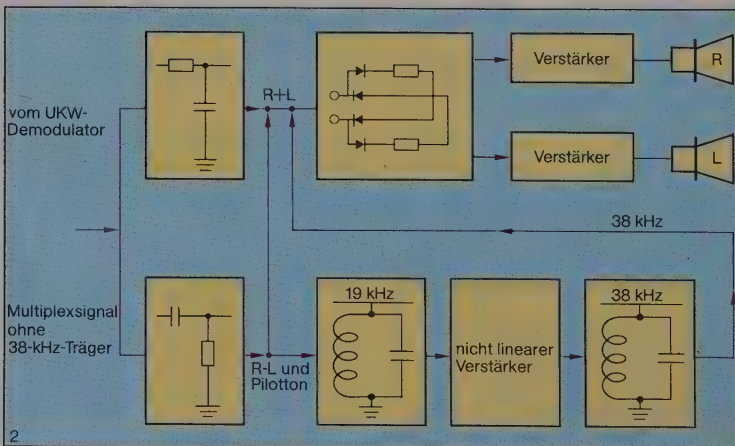 vom UKW-
Demodulator
R+L
Verstärker
R
Verstärker
L
38 kHz
Multiplexsignal
ohne
38-kHz-Träger
R-L und
Pilotton
19 kHz
nicht linearer
Verstärker
38 kHz
2